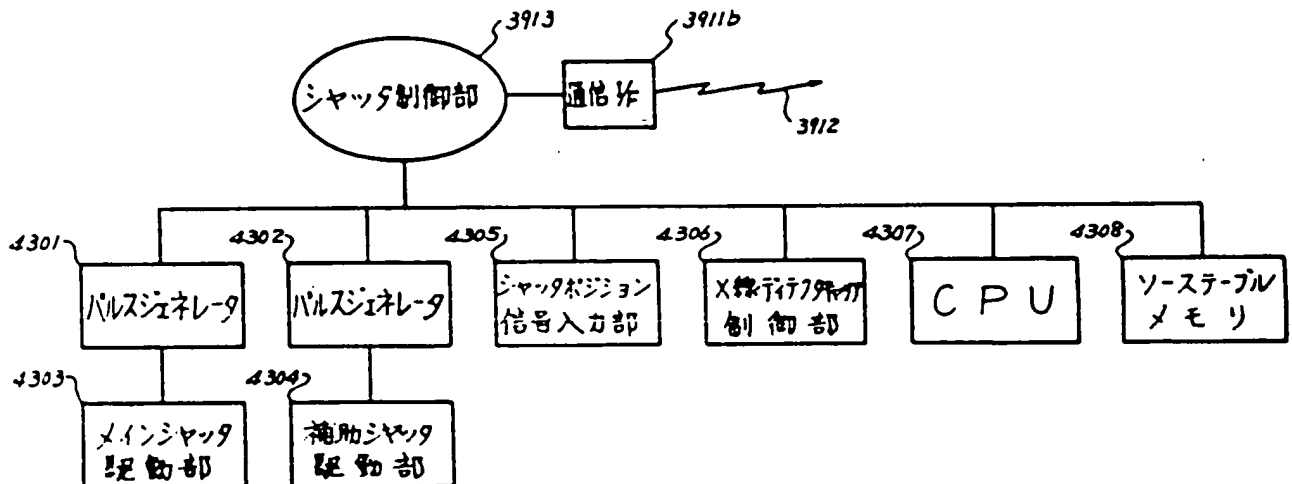 3913
3911b
シャッタ制御部
通信I/F
3912
4301
4302
4305
4306
4307
4308
パルスジェネレータ
パルスジェネレータ
シャッタポジション
信号入力部
X線ディテクタ
制御部
CPU
ソーステーブル
メモリ
4303
4304
メインシャッタ
駆動部
補助シャッタ
駆動部